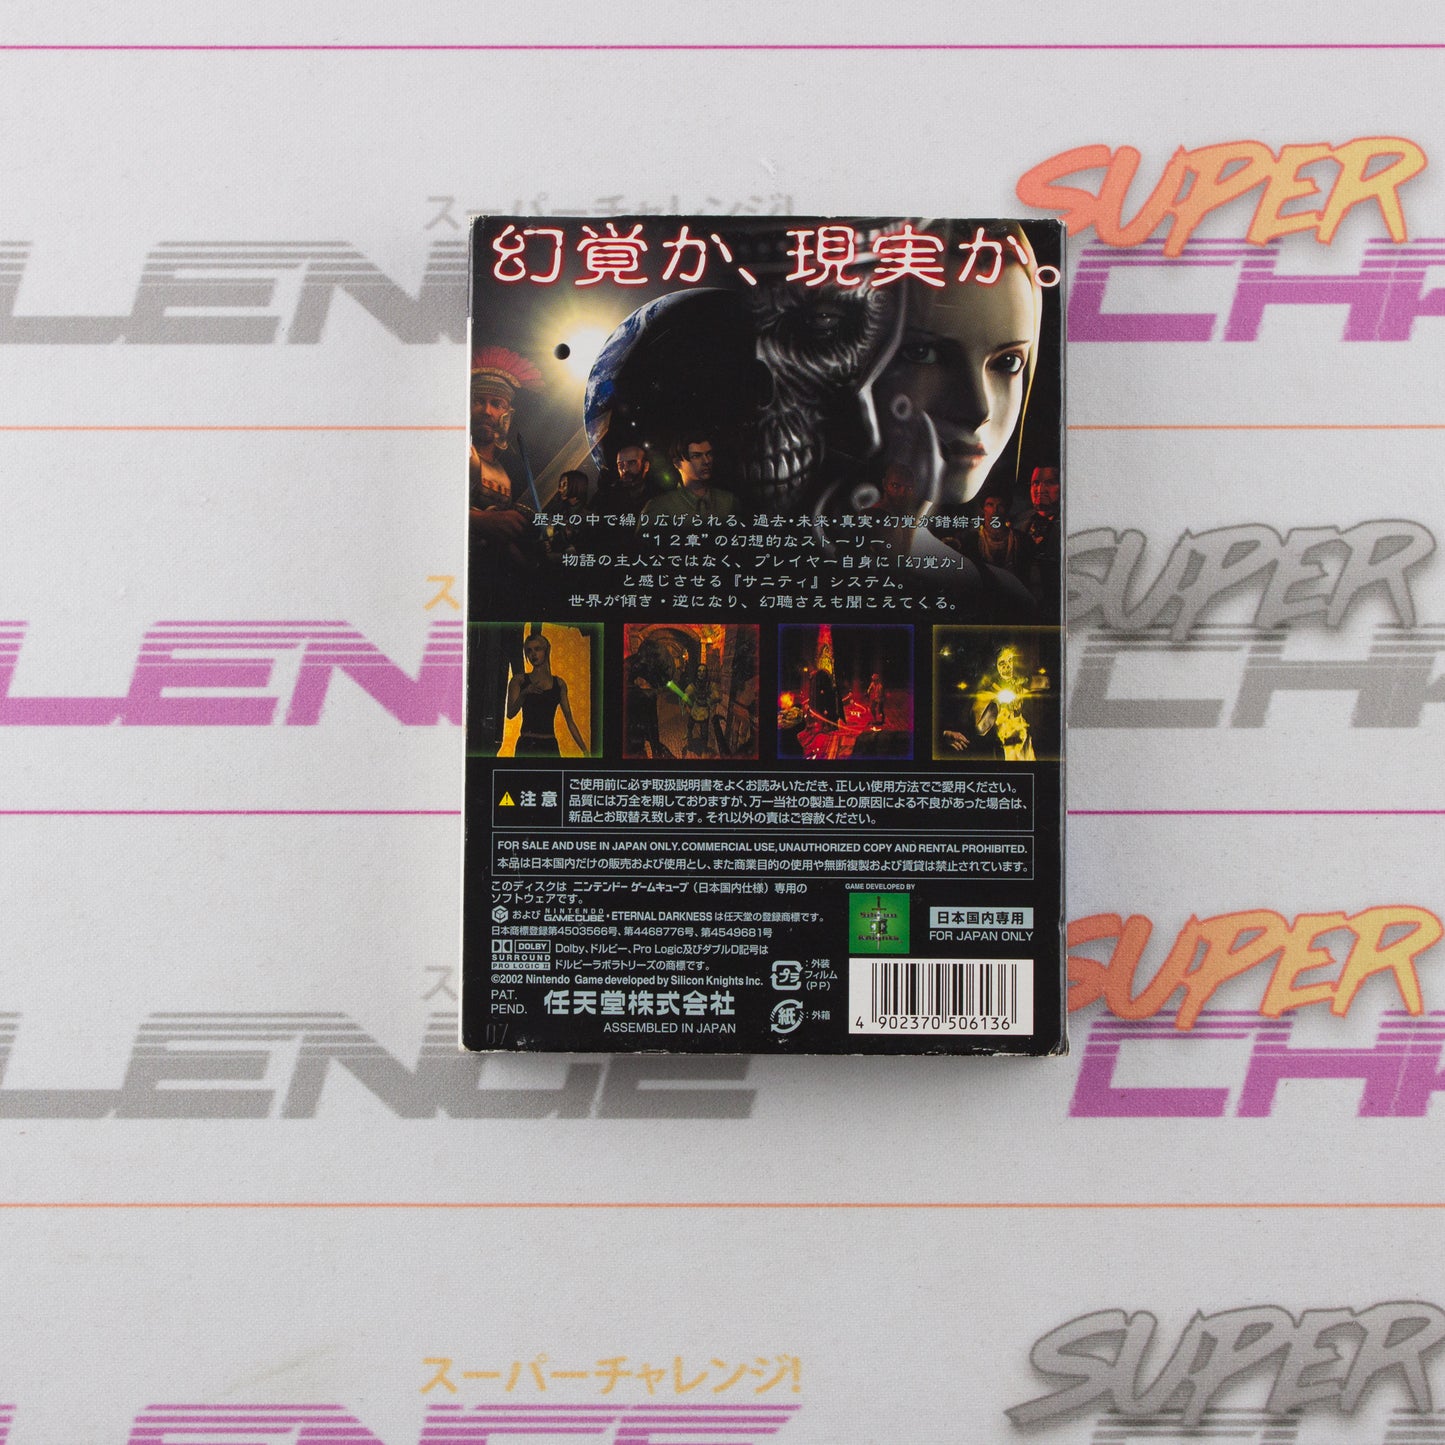 SUPER
スーパーチャレンジ!
LENGE
CHA
幻覚か、現実か。
歴史の中で繰り広げられる、過去・未来・真実・幻覚が錯綜する
“12章”の幻想的なストーリー。
物語の主人公ではなく、プレイヤー自身に「幻覚か」
と感じさせる『サニティ』システム。
世界が傾き・逆になり、幻聴さえも聞こえてくる。
注意
ご使用前に必ず取扱説明書をよくお読みいただき、正しい使用方法でご愛用ください。
品質には万全を期しておりますが、万一当社の製造上の原因による不良があった場合は、
新品とお取替え致します。それ以外の責はご容赦ください。
FOR SALE AND USE IN JAPAN ONLY. COMMERCIAL USE, UNAUTHORIZED COPY AND RENTAL PROHIBITED.
本品は日本国内だけの販売および使用とし、また商業目的の使用や無断複製および賃貸は禁止されています。
このディスクは ニンテンドー ゲームキューブ (日本国内仕様) 専用の
ソフトウェアです。
および NINTENDO GAMECUBE・ETERNAL DARKNESS は任天堂の登録商標です。
日本商標登録第4503566号、第4468776号、第4549681号
DOLBY
SURROUND
PRO LOGIC II
Dolby、ドルビー、Pro Logic及びダブルD記号は
ドルビーラボラトリーズの商標です。
©2002 Nintendo Game developed by Silicon Knights Inc.
PAT.
PEND.
任天堂株式会社
ASSEMBLED IN JAPAN
07
プラ
:外装
フィルム
(PP)
紙
:外箱
GAME DEVELOPED BY
Silicon
Knights
日本国内専用
FOR JAPAN ONLY
4 902370 506136
SUPER
CHA
LENGE
SUPER
CHA
LENGE
スーパーチャレンジ!
SUPER
CHA
LENGE